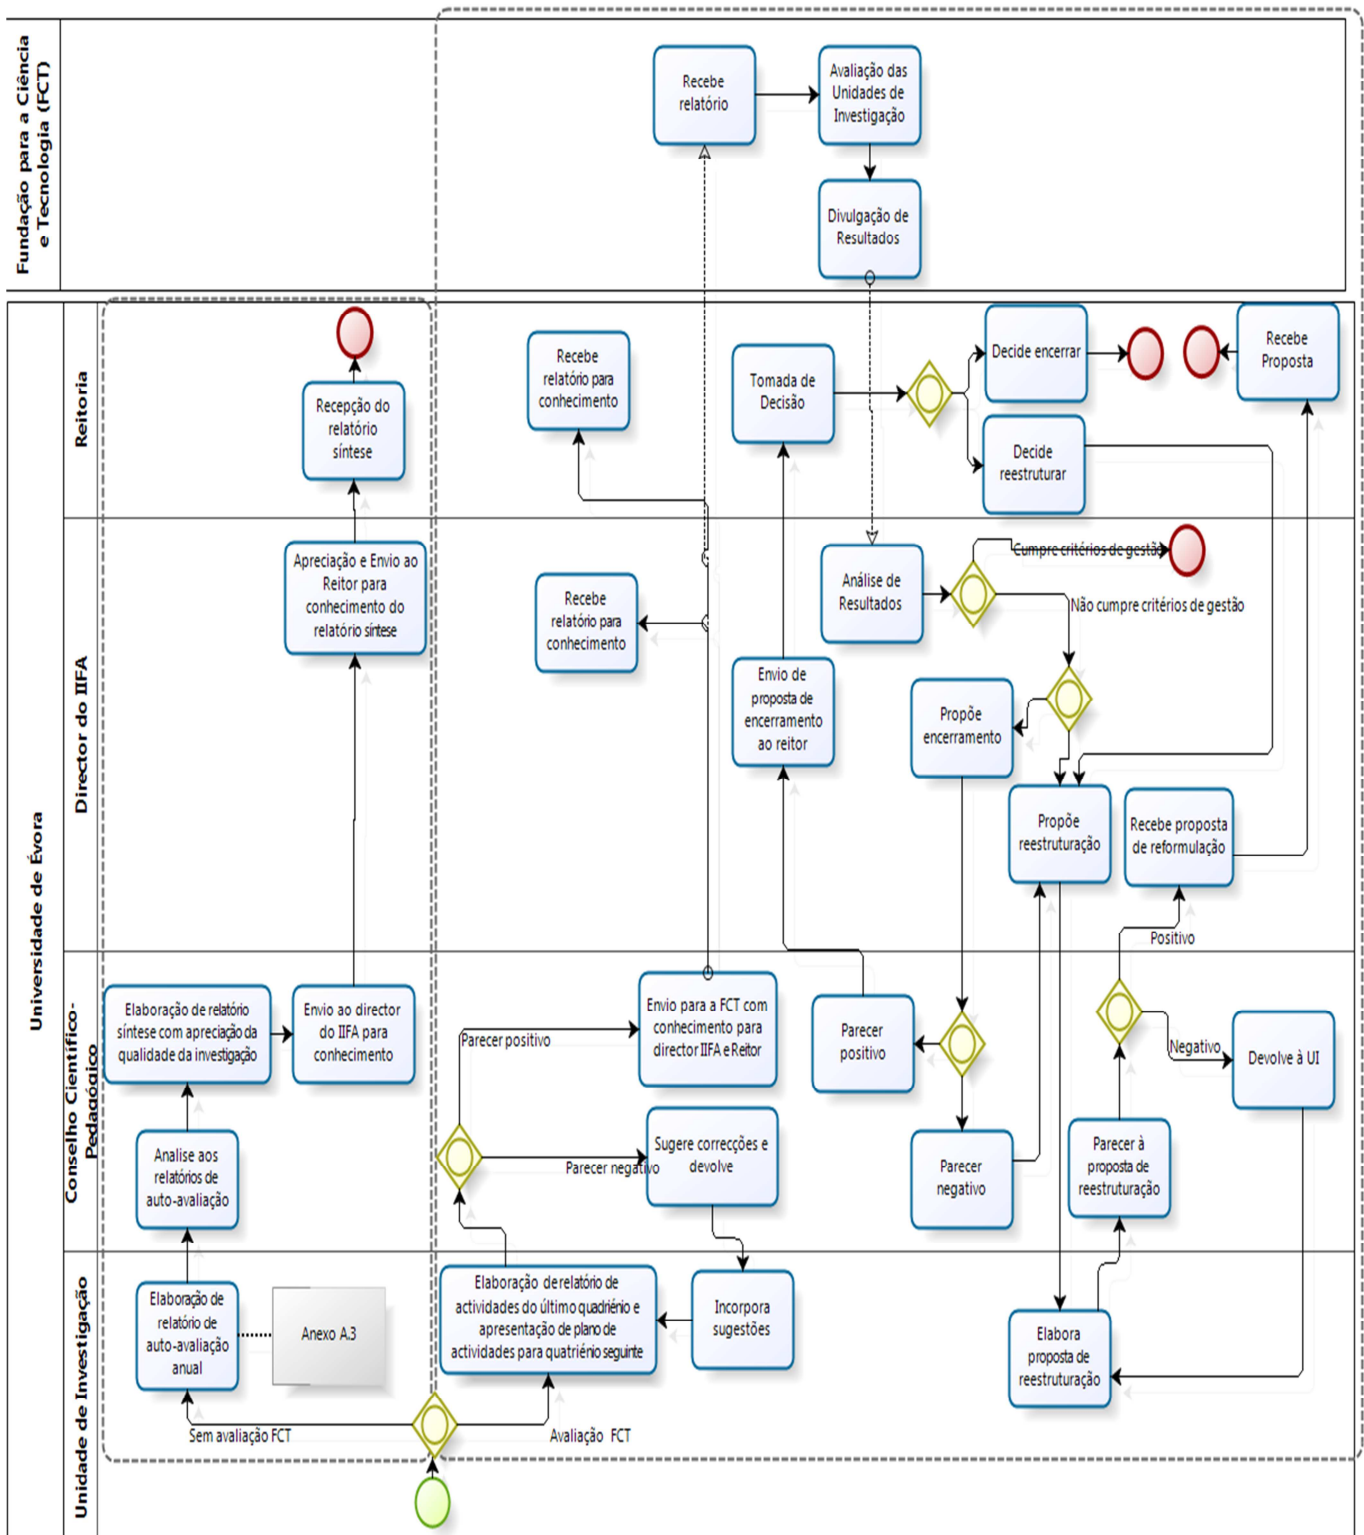 Fundação para a Ciência
e Tecnologia (FCT)
Recebe
relatório
Avaliação das
Unidades de
Investigação
Divulgação de
Resultados
Universidade de Évora
Reitoria
Recepção do
relatório
síntese
Recebe
relatório para
conhecimento
Tomada de
Decisão
Decide encerrar
Decide
reestruturar
Recebe
Proposta
Director do IIFA
Apreciação e Envio ao
Reitor para
conhecimento do
relatório síntese
Recebe
relatório para
conhecimento
Envio de
proposta de
encerramento
ao reitor
Análise de
Resultados
Cumpre critérios de gestão
Não cumpre critérios de gestão
Propõe
encerramento
Propõe
reestruturação
Recebe proposta
de reformulação
Positivo
Conselho Científico-
Pedagógico
Elaboração de relatório
síntese com apreciação da
qualidade da investigação
Envio ao director
do IIFA para
conhecimento
Analise aos
relatórios de
auto-avaliação
Parecer positivo
Envio para a FCT com
conhecimento para
director IIFA e Reitor
Parecer negativo
Sugere correcções e
devolve
Parecer
positivo
Parecer
negativo
Negativo
Devolve à UI
Parecer à
proposta de
reestruturação
Unidade de Investigação
Elaboração de
relatório de
auto-avaliação
anual
Anexo A.3
Elaboração de relatório de
actividades do último quadriénio e
apresentação de plano de
actividades para quatriénio seguinte
Incorpora
sugestões
Elabora
proposta de
reestruturação
Sem avaliação FCT
Avaliação FCT